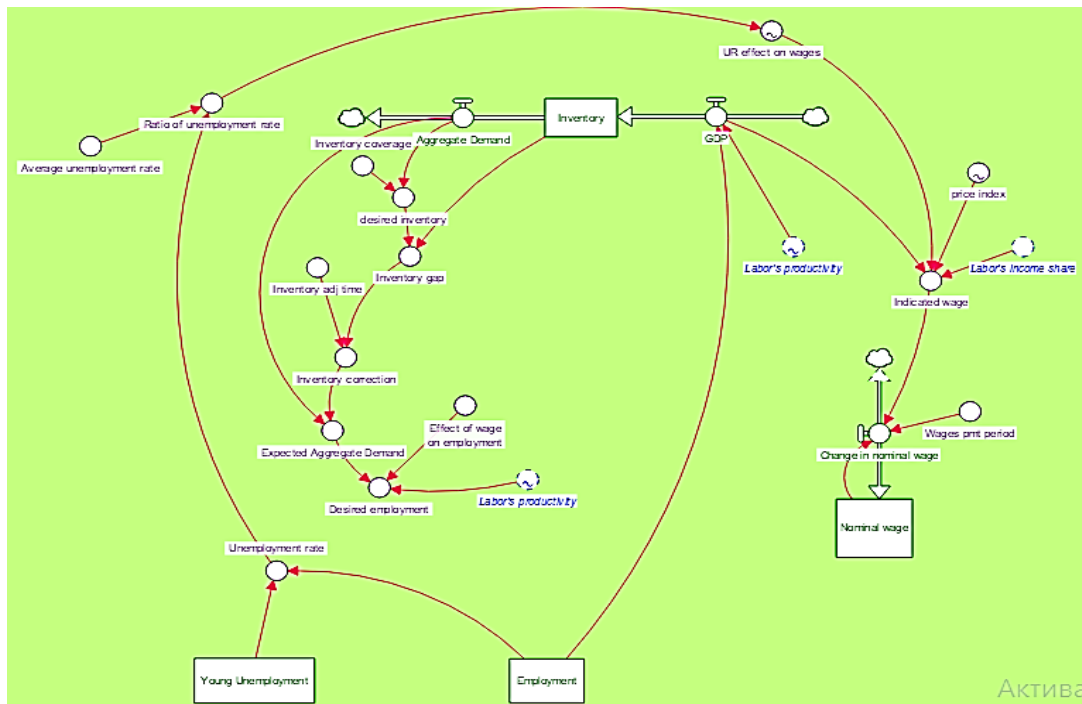 UR effect on wages
Ratio of unemployment rate
Average unemployment rate
Inventory coverage
Aggregate Demand
Inventory
GDP
price index
desired inventory
Labor's productivity
Labor's income share
Inventory gap
Inventory adj time
Indicated wage
Inventory correction
Effect of wage
on employment
Wages pmt period
Expected Aggregate Demand
Change in nominal wage
Labor's productivity
Desired employment
Nominal wage
Unemployment rate
Young Unemployment
Employment
Актива